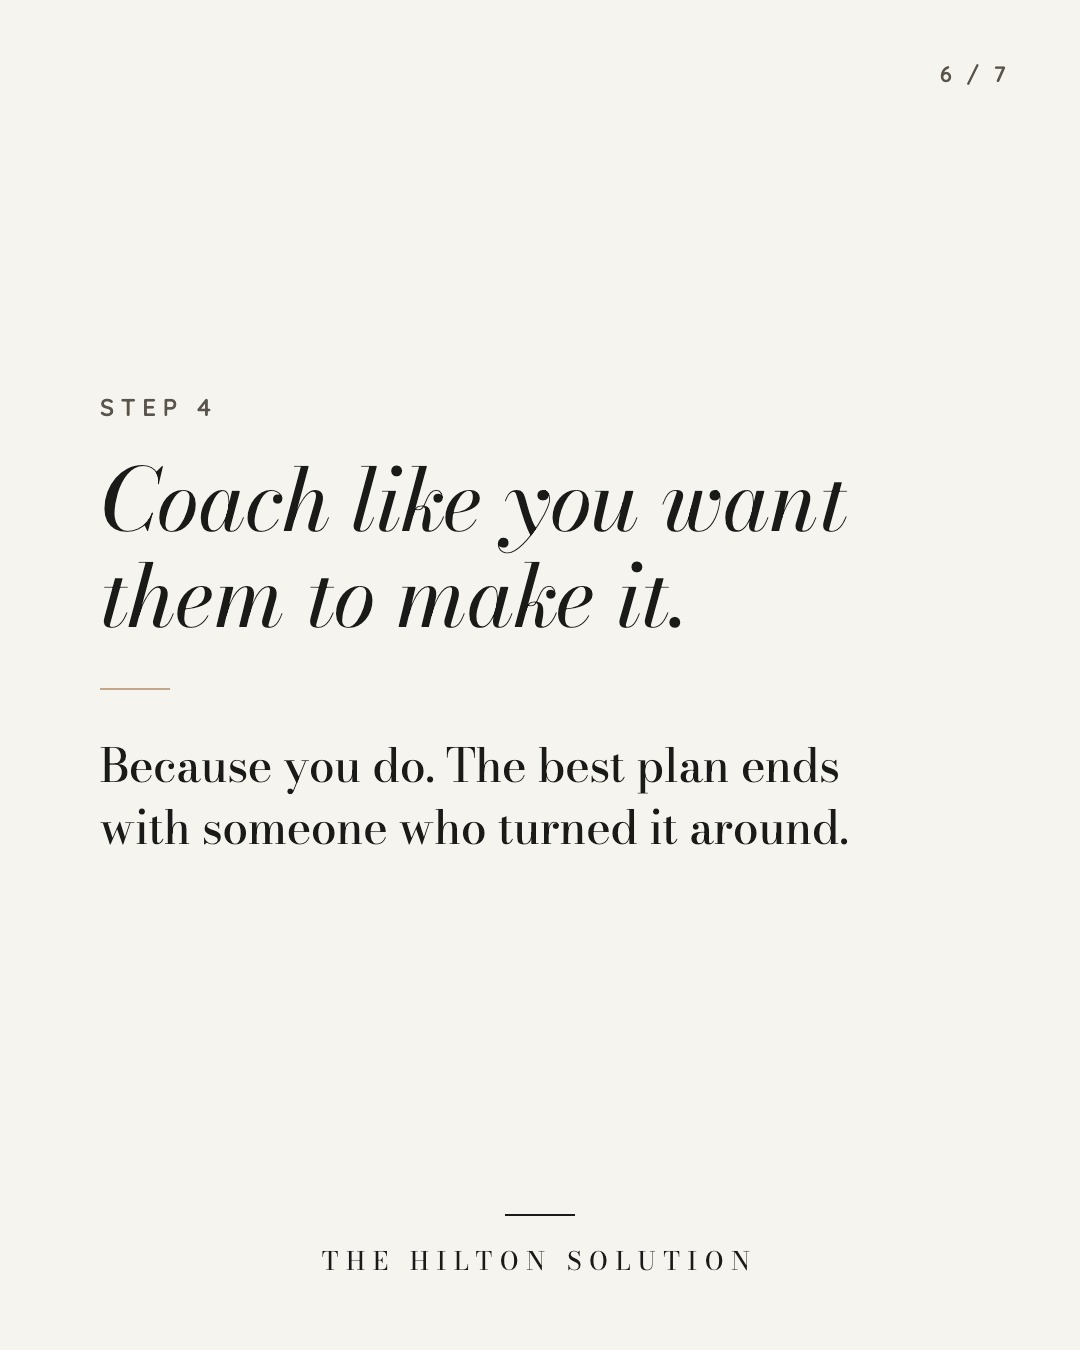 6 / 7
STEP 4
Coach like you want
them to make it.
Because you do. The best plan ends
with someone who turned it around.
THE HILTON SOLUTION